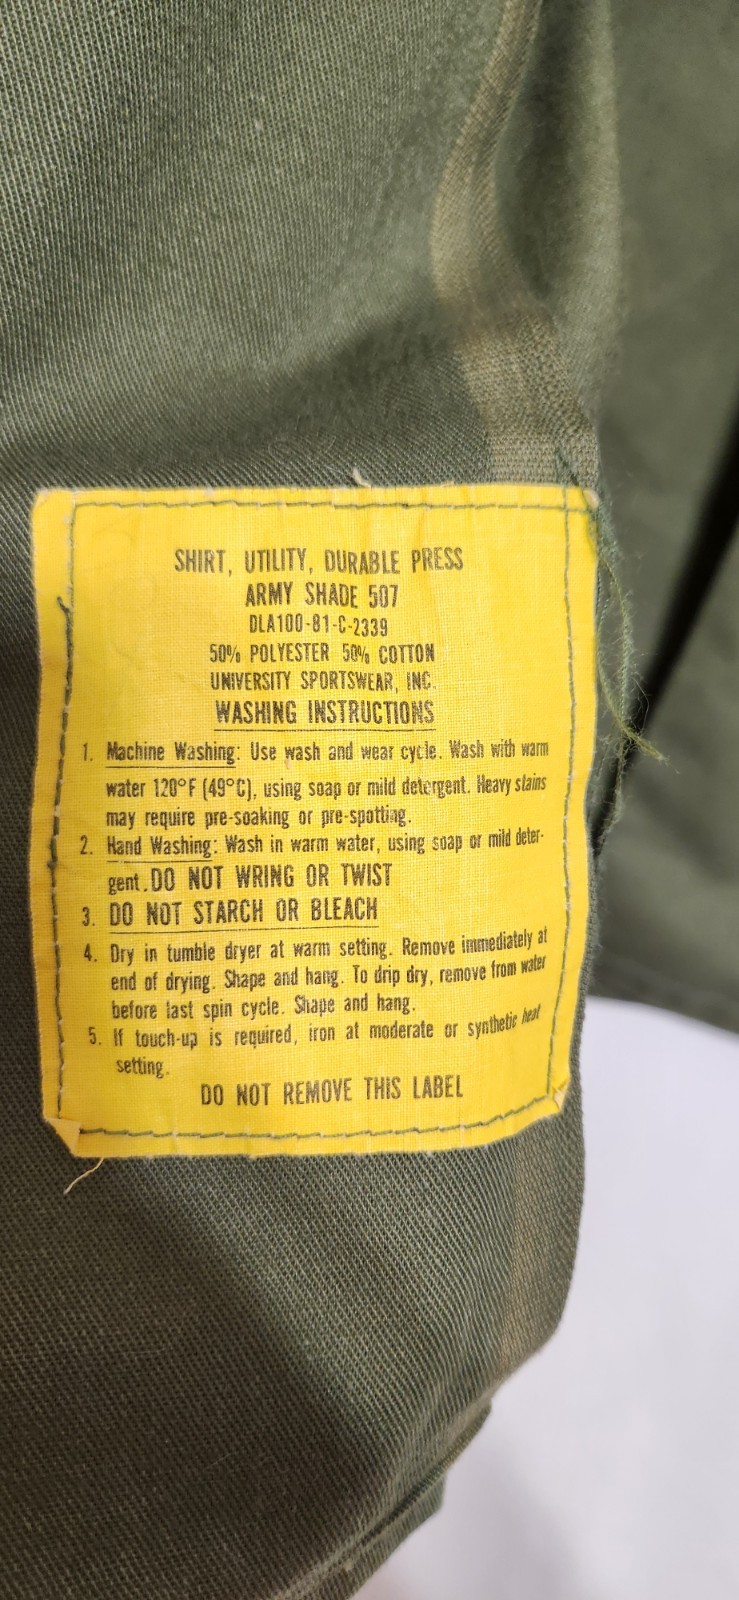 SHIRT, UTILITY, DURABLE PRESS
ARMY SHADE 507
DLA100-81-C-2339
50% POLYESTER 50% COTTON
UNIVERSITY SPORTSWEAR, INC.
WASHING INSTRUCTIONS
1. Machine Washing: Use wash and wear cycle. Wash with warm
water 120°F (49°C), using soap or mild detergent. Heavy stains
may require pre-soaking or pre-spotting.
2. Hand Washing: Wash in warm water, using soap or mild deter-
gent. DO NOT WRING OR TWIST
3. DO NOT STARCH OR BLEACH
4. Dry in tumble dryer at warm setting. Remove immediately at
end of drying. Shape and hang. To drip dry, remove from water
before last spin cycle. Shape and hang.
5. If touch-up is required, iron at moderate or synthetic heat
setting.
DO NOT REMOVE THIS LABEL